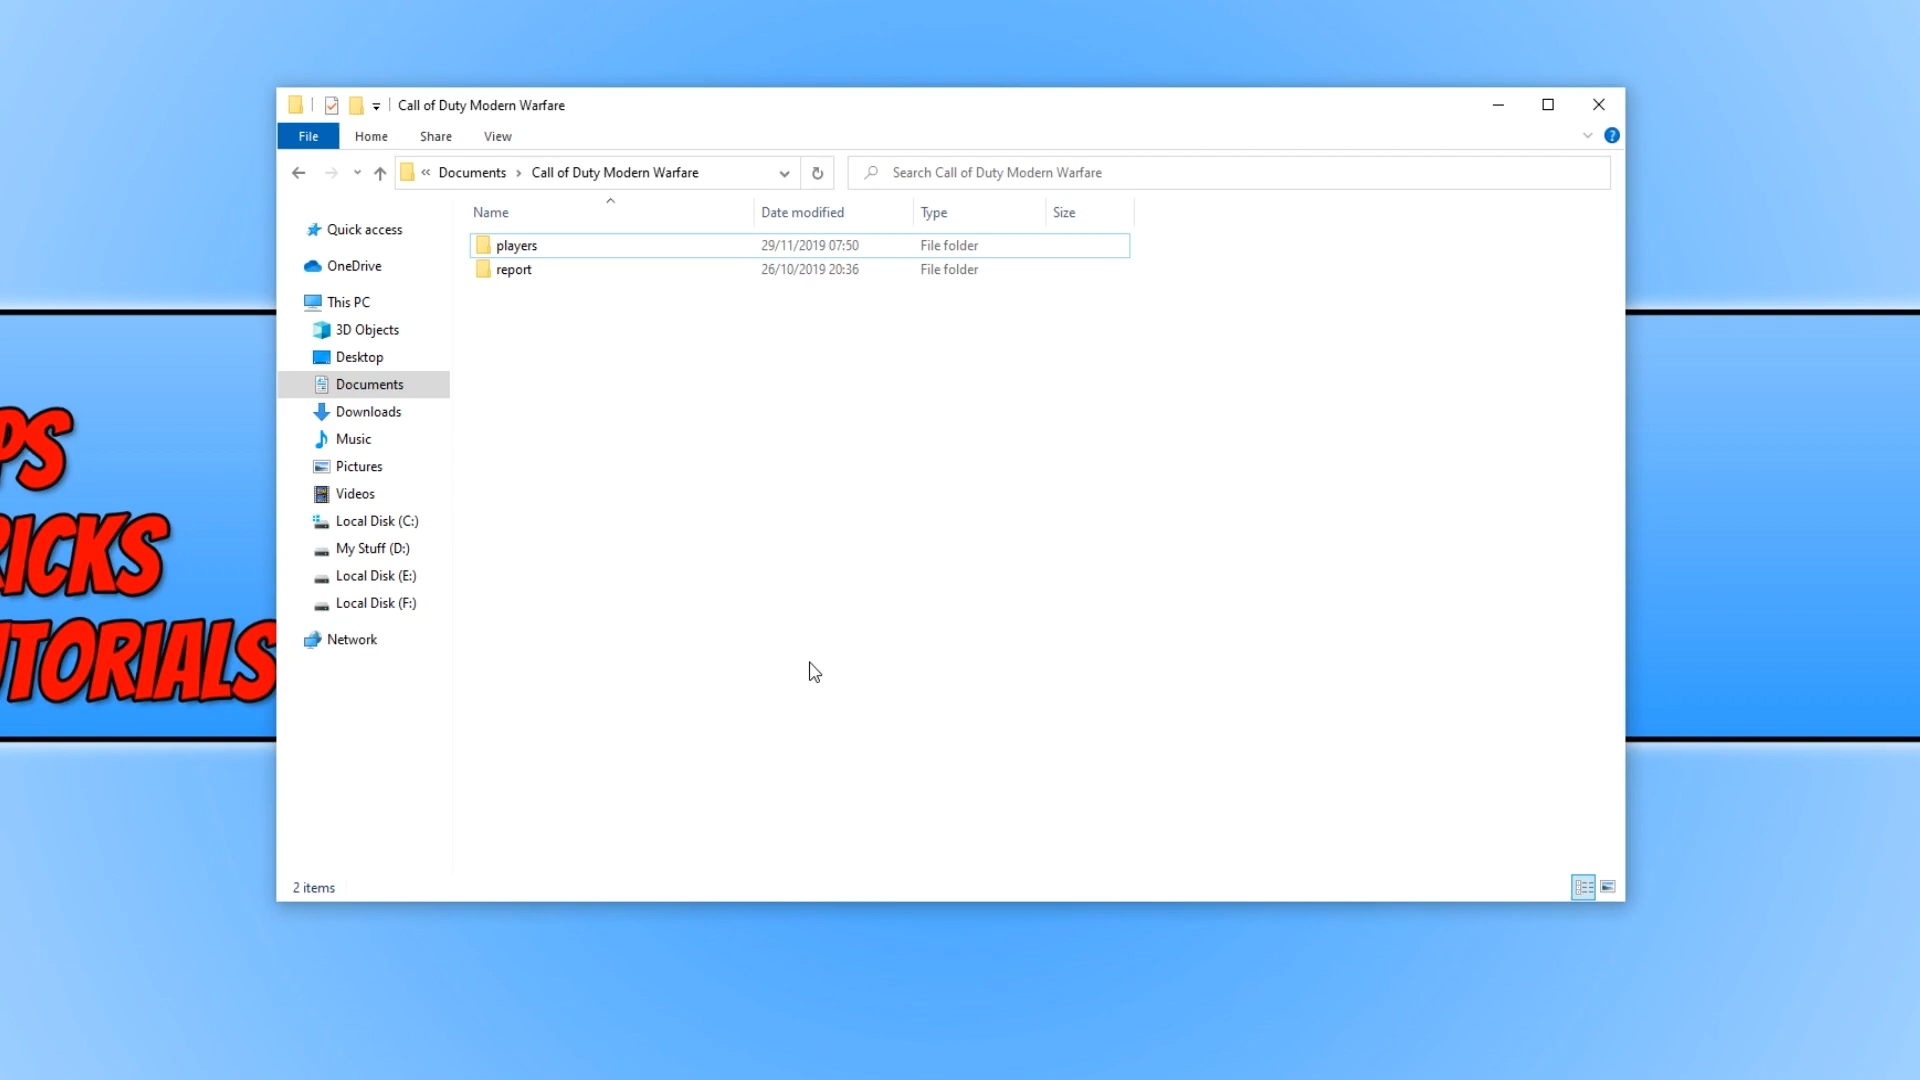 Call of Duty Modern Warfare
File Home Share View
« Documents › Call of Duty Modern Warfare
Search Call of Duty Modern Warfare
Name Date modified Type Size
players 29/11/2019 07:50 File folder
report 26/10/2019 20:36 File folder
Quick access
OneDrive
This PC
3D Objects
Desktop
Documents
Downloads
Music
Pictures
Videos
Local Disk (C:)
My Stuff (D:)
Local Disk (E:)
Local Disk (F:)
Network
2 items
PS
RICKS
UTORIALS